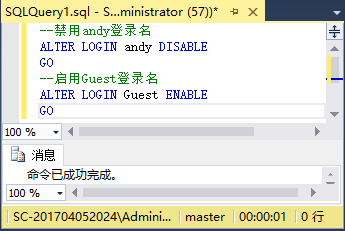 SQLQuery1.sql - S...ministrator (57))*
--禁用andy登录名
ALTER LOGIN andy DISABLE
GO
--启用Guest登录名
ALTER LOGIN Guest ENABLE
GO
100 %
消息
命令已成功完成。
100 %
SC-201704052024\Admini... master 00:00:01 0 行